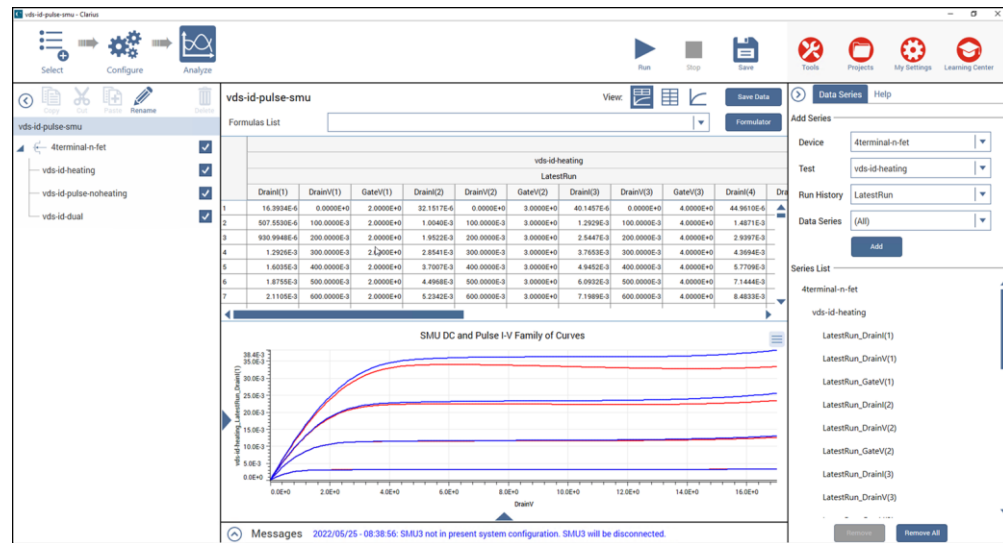 vds-id-pulse-smu - Clarius
Select
Configure
Analyze
Run
Stop
Save
Tools
Projects
My Settings
Learning Center
Copy
Cut
Paste
Rename
Delete
vds-id-pulse-smu
4terminal-n-fet
vds-id-heating
vds-id-pulse-noheating
vds-id-dual
vds-id-pulse-smu
View:
Save Data
Formulas List
Formulator
vds-id-heating
LatestRun
DrainI(1) DrainV(1) GateV(1) DrainI(2) DrainV(2) GateV(2) DrainI(3) DrainV(3) GateV(3) DrainI(4) Dra
1 16.3934E-6 0.0000E+0 2.0000E+0 32.1517E-6 0.0000E+0 3.0000E+0 40.1457E-6 0.0000E+0 4.0000E+0 44.9610E-6
2 507.5530E-6 100.0000E-3 2.0000E+0 1.0040E-3 100.0000E-3 3.0000E+0 1.2929E-3 100.0000E-3 4.0000E+0 1.4871E-3
3 930.9948E-6 200.0000E-3 2.0000E+0 1.9522E-3 200.0000E-3 3.0000E+0 2.5447E-3 200.0000E-3 4.0000E+0 2.9397E-3
4 1.2926E-3 300.0000E-3 2.0000E+0 2.8541E-3 300.0000E-3 3.0000E+0 3.7653E-3 300.0000E-3 4.0000E+0 4.3694E-3
5 1.6035E-3 400.0000E-3 2.0000E+0 3.7007E-3 400.0000E-3 3.0000E+0 4.9452E-3 400.0000E-3 4.0000E+0 5.7709E-3
6 1.8755E-3 500.0000E-3 2.0000E+0 4.4968E-3 500.0000E-3 3.0000E+0 6.0932E-3 500.0000E-3 4.0000E+0 7.1444E-3
7 2.1105E-3 600.0000E-3 2.0000E+0 5.2342E-3 600.0000E-3 3.0000E+0 7.1989E-3 600.0000E-3 4.0000E+0 8.4833E-3
SMU DC and Pulse I-V Family of Curves
vds-id-heating_LatestRun_DrainI(1)
38.4E-3
35.0E-3
30.0E-3
25.0E-3
20.0E-3
15.0E-3
10.0E-3
5.0E-3
0.0E+0
0.0E+0 2.0E+0 4.0E+0 6.0E+0 8.0E+0 10.0E+0 12.0E+0 14.0E+0 16.0E+0
DrainV
Messages 2022/05/25 - 08:38:56: SMU3 not in present system configuration. SMU3 will be disconnected.
Data Series Help
Add Series
Device 4terminal-n-fet
Test vds-id-heating
Run History LatestRun
Data Series (All)
Add
Series List
4terminal-n-fet
vds-id-heating
LatestRun_DrainI(1)
LatestRun_DrainV(1)
LatestRun_GateV(1)
LatestRun_DrainI(2)
LatestRun_DrainV(2)
LatestRun_GateV(2)
LatestRun_DrainI(3)
LatestRun_DrainV(3)
Remove
Remove All